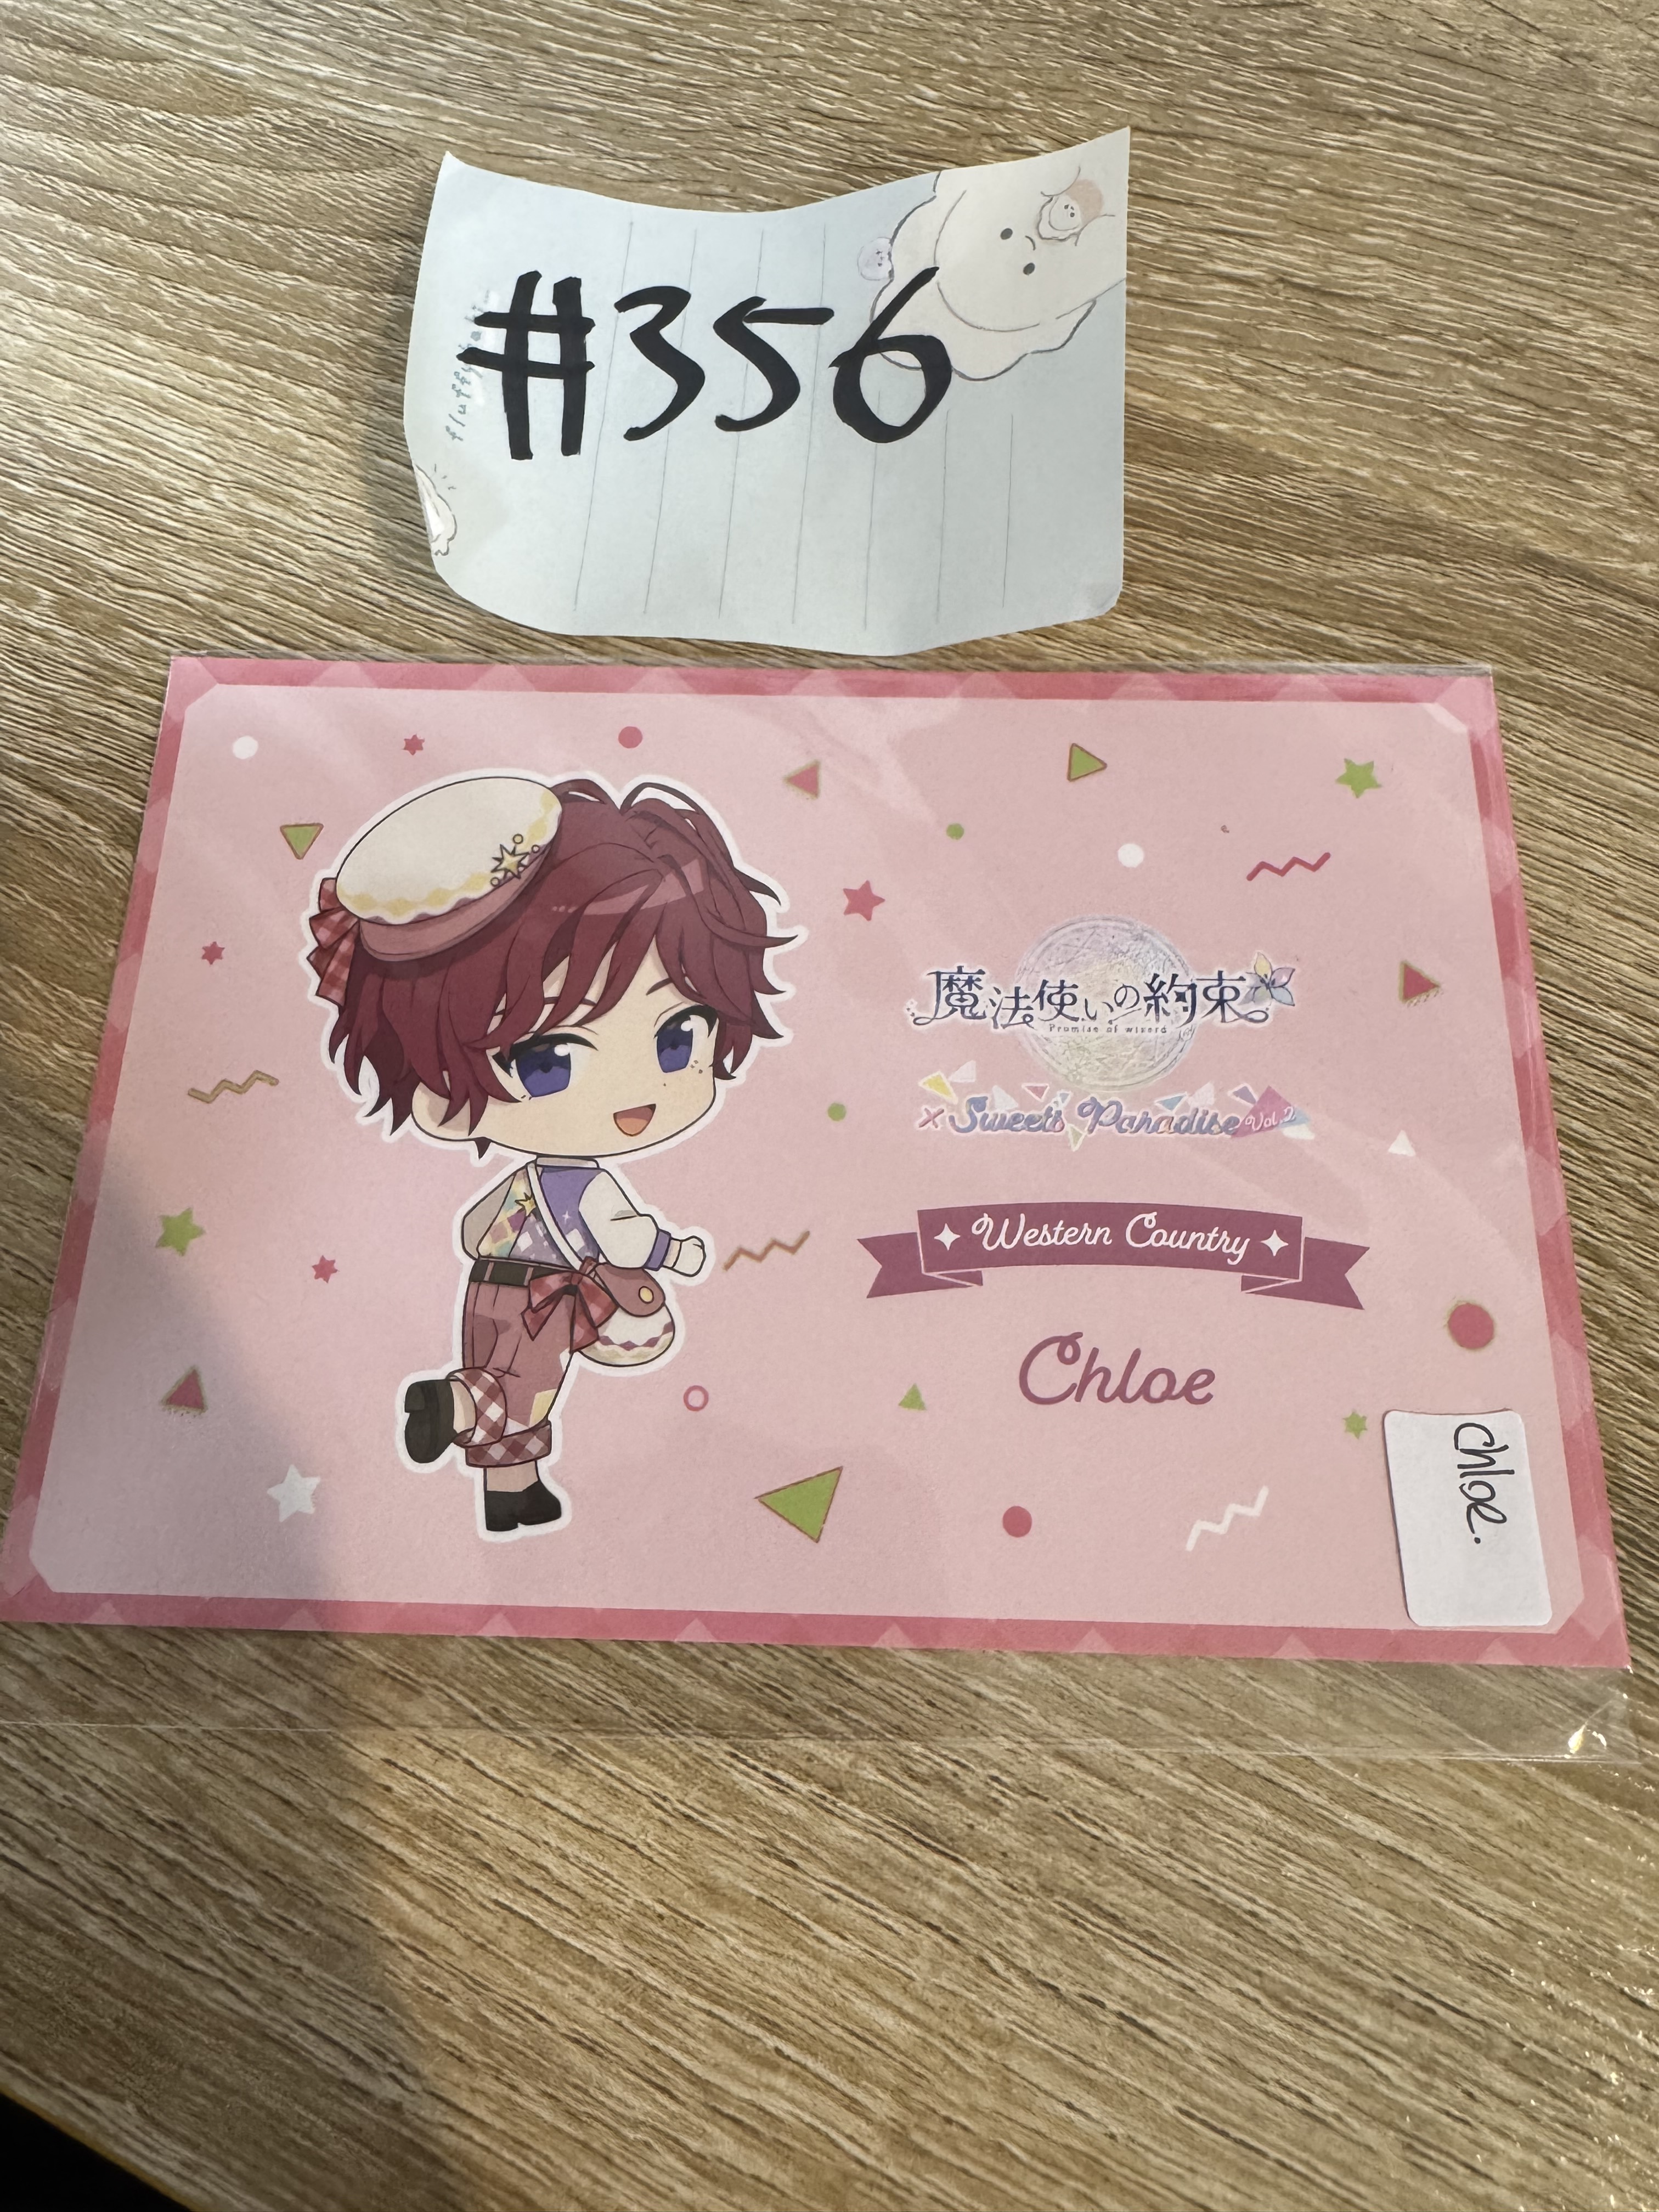 #356
fluffy
魔法使いの約束
Promise of wizard
× Sweets Paradise Vol.2
Western Country
Chloe
Chloe.